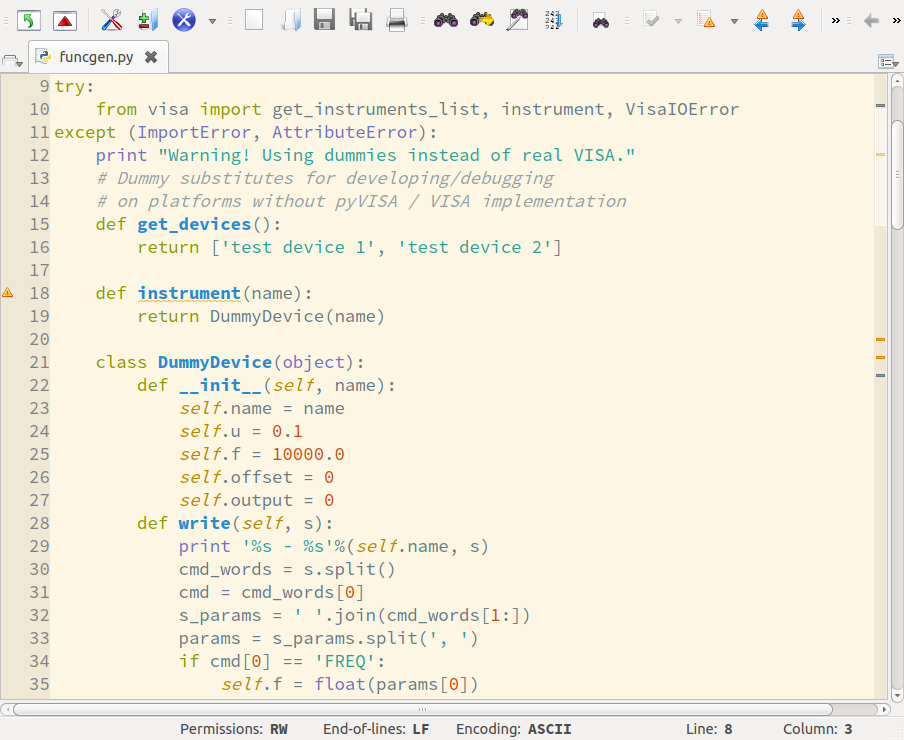 funcgen.py
9 try:
10     from visa import get_instruments_list, instrument, VisaIOError
11 except (ImportError, AttributeError):
12     print "Warning! Using dummies instead of real VISA."
13     # Dummy substitutes for developing/debugging
14     # on platforms without pyVISA / VISA implementation
15     def get_devices():
16         return ['test device 1', 'test device 2']
17
18     def instrument(name):
19         return DummyDevice(name)
20
21     class DummyDevice(object):
22         def __init__(self, name):
23             self.name = name
24             self.u = 0.1
25             self.f = 10000.0
26             self.offset = 0
27             self.output = 0
28         def write(self, s):
29             print '%s - %s'%(self.name, s)
30             cmd_words = s.split()
31             cmd = cmd_words[0]
32             s_params = ' '.join(cmd_words[1:])
33             params = s_params.split(', ')
34             if cmd[0] == 'FREQ':
35                 self.f = float(params[0])
Permissions: RW End-of-lines: LF Encoding: ASCII Line: 8 Column: 3